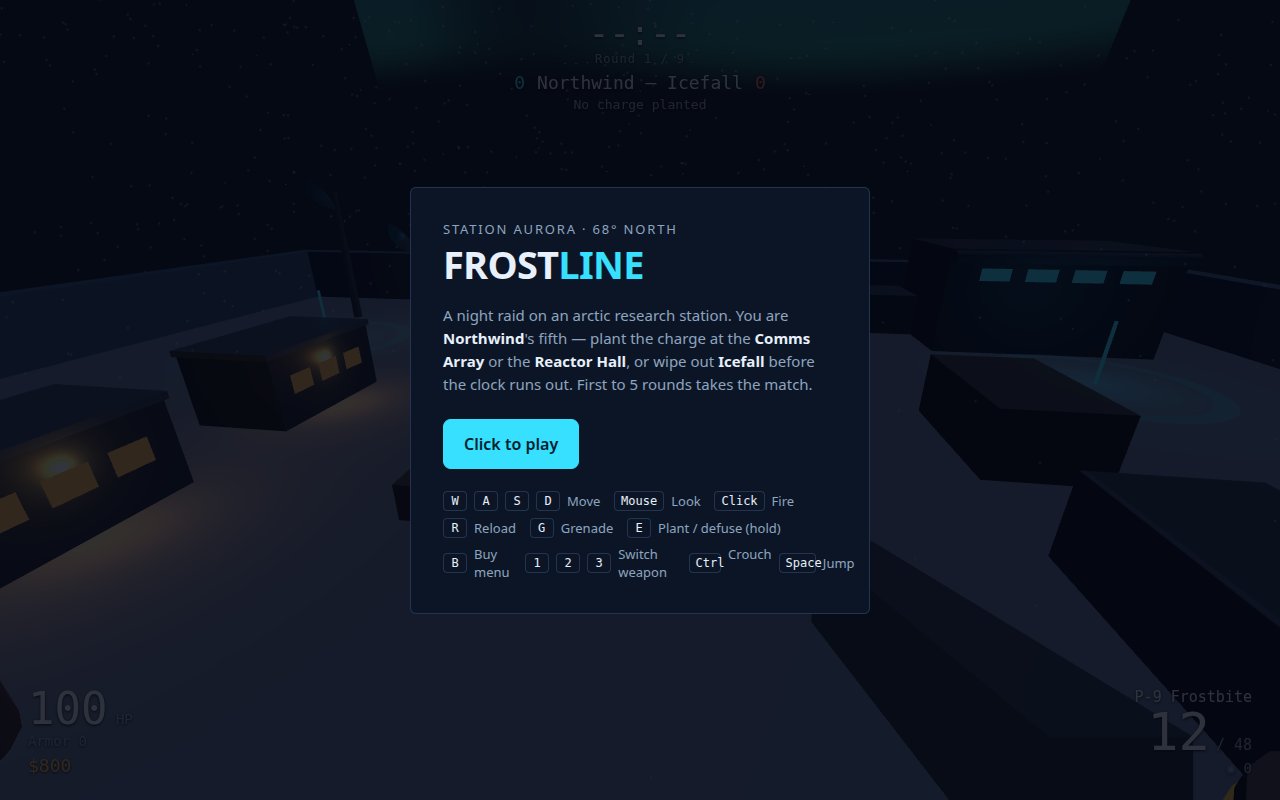 --:--
Round 1 / 9
0 Northwind — Icefall 0
No charge planted
STATION AURORA · 68° NORTH
FROSTLINE
A night raid on an arctic research station. You are
Northwind's fifth — plant the charge at the Comms
Array or the Reactor Hall, or wipe out Icefall before
the clock runs out. First to 5 rounds takes the match.
Click to play
W A S D Move Mouse Look Click Fire
R Reload G Grenade E Plant / defuse (hold)
B Buy menu 1 2 3 Switch weapon Ctrl Crouch Space Jump
100 HP
Armor 0
$800
P-9 Frostbite
12 / 48
0